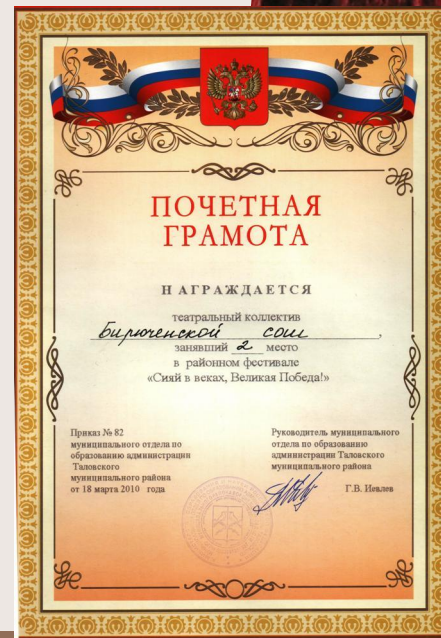 ПОЧЕТНАЯ
ГРАМОТА
НАГРАЖДАЕТСЯ
театральный коллектив
Бирюченской сош,
занявший 2 место
в районном фестивале
«Сияй в веках, Великая Победа!»
Приказ № 82
муниципального отдела по
образованию администрации
Таловского
муниципального района
от 18 марта 2010 года
Руководитель муниципального
отдела по образованию
администрации Таловского
муниципального района
Г.В.